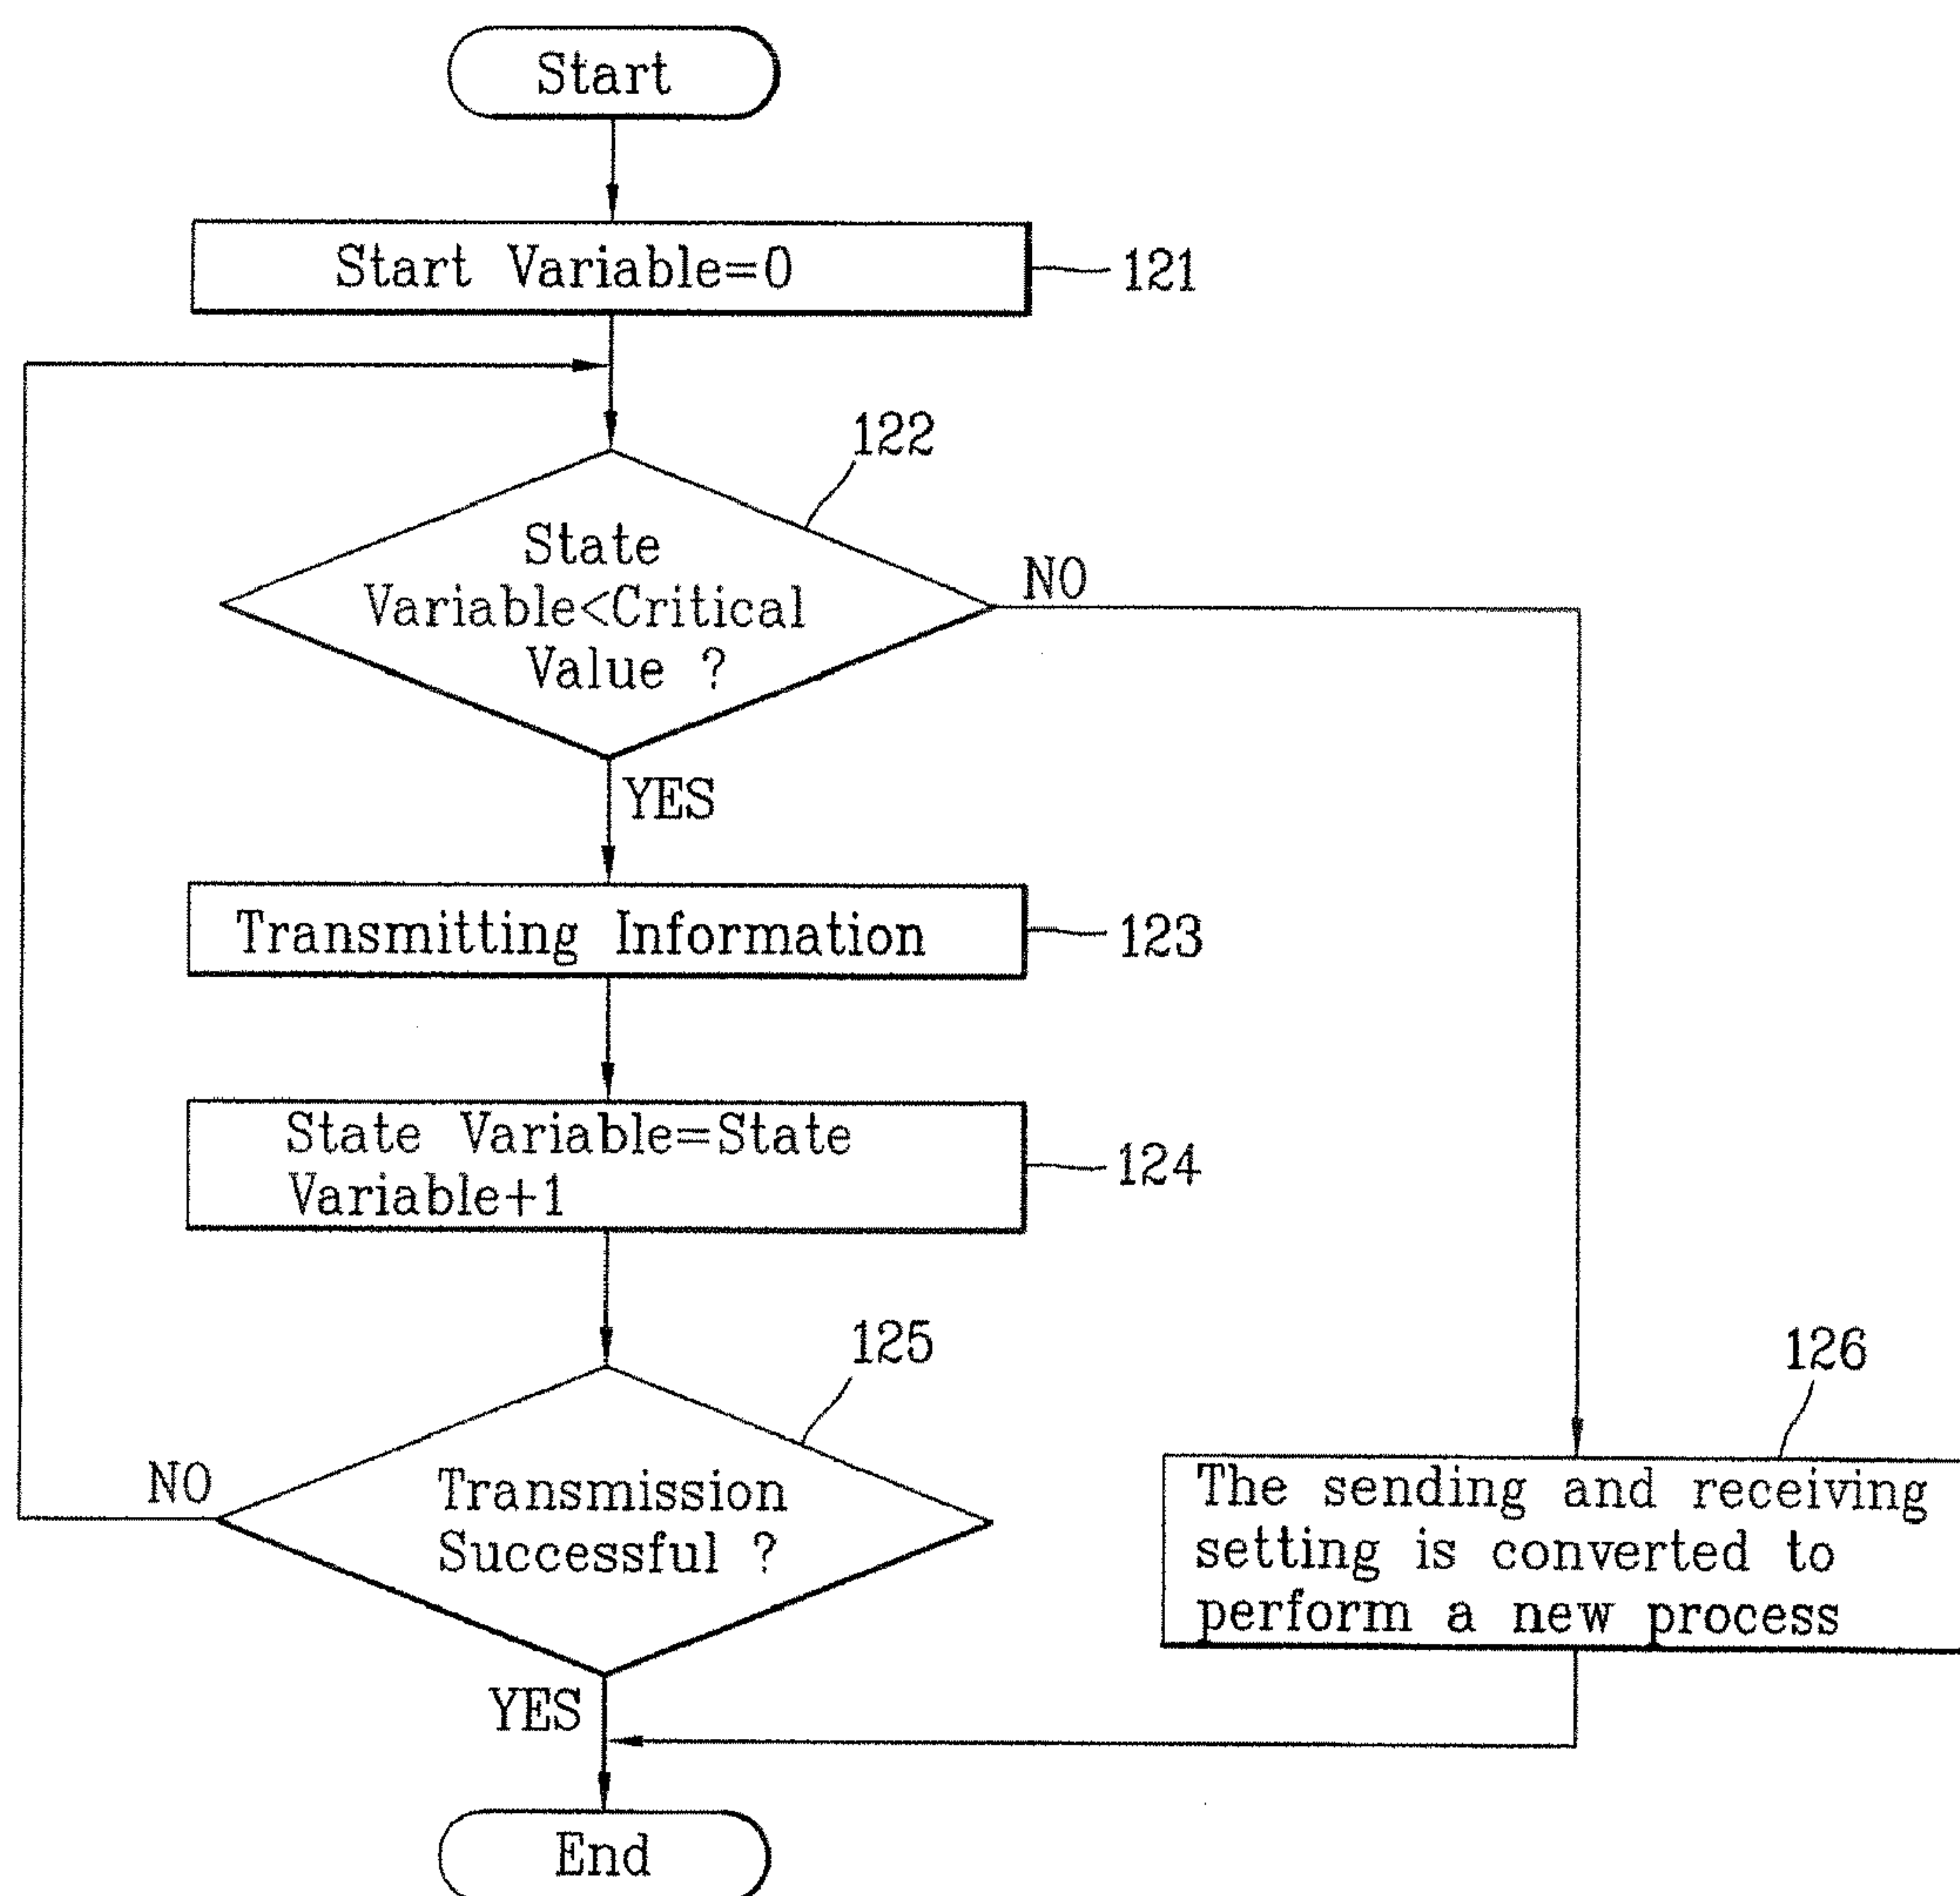 Start
Start Variable=0
121
122
State
Variable<Critical
Value ?
NO
YES
Transmitting Information
123
State Variable=State
Variable+1
124
125
Transmission
Successful ?
NO
YES
126
The sending and receiving
setting is converted to
perform a new process
End